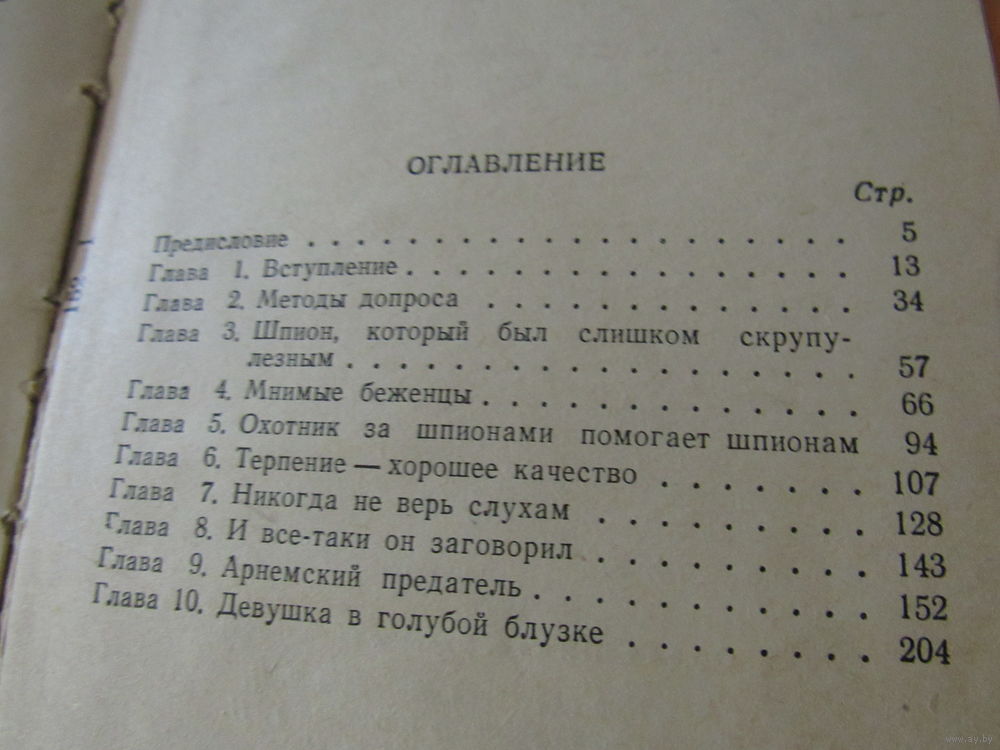 ОГЛАВЛЕНИЕ
Стр.
Предисловие . . . . . . . . . . . . . . . . . . 5
Глава 1. Вступление . . . . . . . . . . . . . . 13
Глава 2. Методы допроса . . . . . . . . . . . . 34
Глава 3. Шпион, который был слишком скрупу-
лезным . . . . . . . . . . . . . . . . . 57
Глава 4. Мнимые беженцы . . . . . . . . . . . . 66
Глава 5. Охотник за шпионами помогает шпионам 94
Глава 6. Терпение — хорошее качество . . . . . . . 107
Глава 7. Никогда не верь слухам . . . . . . . . . 128
Глава 8. И все-таки он заговорил . . . . . . . . . 143
Глава 9. Арнемский предатель . . . . . . . . . . . 152
Глава 10. Девушка в голубой блузке . . . . . . . . 204
www.ay.by